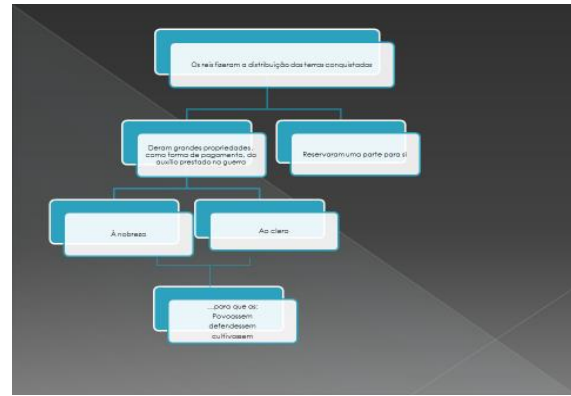 Os reis fizeram a distribuição das terras conquistadas
Deram grandes propriedades,
como forma de pagamento, do
auxílio prestado na guerra
Reservaram uma parte para si
À nobreza
Ao clero
...para que as:
Povoassem
defendessem
cultivassem